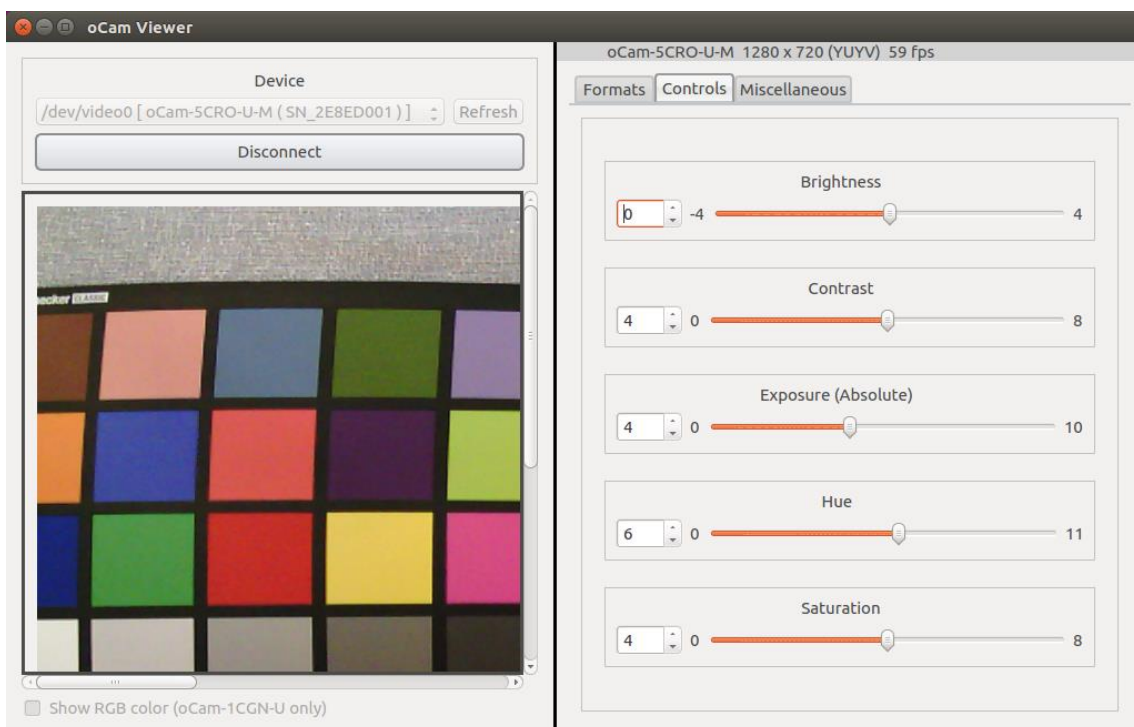 oCam Viewer
Device
/dev/video0 [ oCam-5CRO-U-M ( SN_2E8ED001 ) ]
Refresh
Disconnect
ecker CLASSIC
Show RGB color (oCam-1CGN-U only)
oCam-5CRO-U-M 1280 x 720 (YUYV) 59 fps
Formats Controls Miscellaneous
Brightness
0 -4 4
Contrast
4 0 8
Exposure (Absolute)
4 0 10
Hue
6 0 11
Saturation
4 0 8